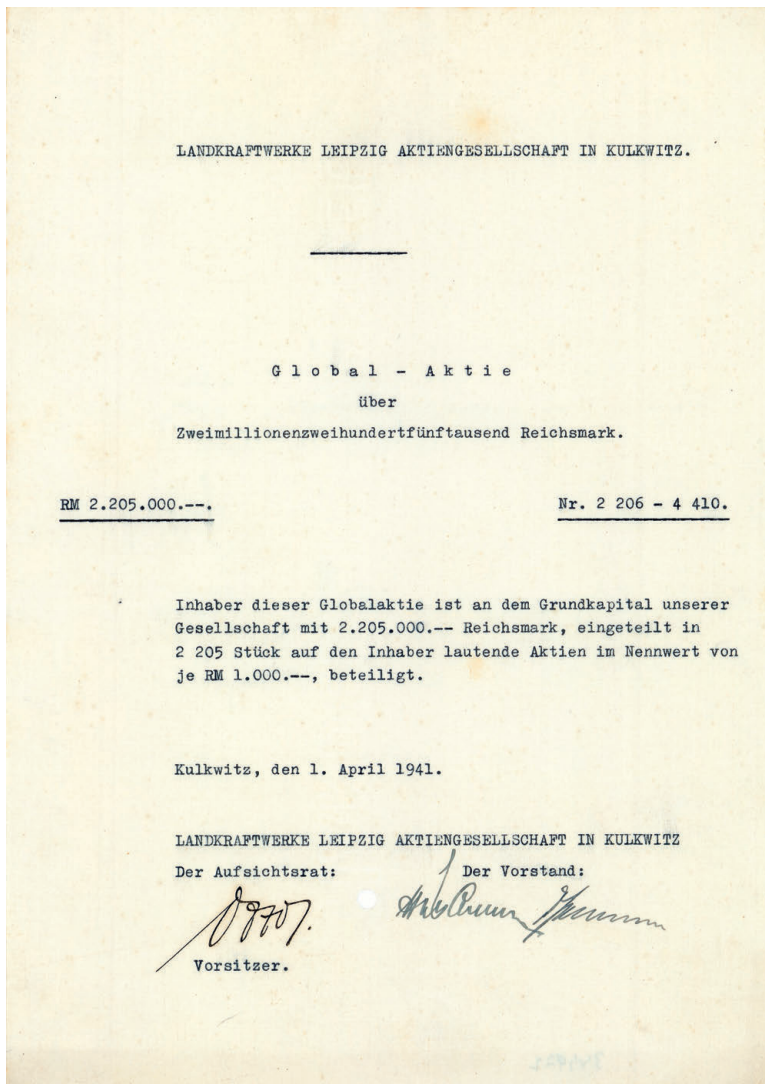 LANDKRAFTWERKE LEIPZIG AKTIENGESELLSCHAFT IN KULKWITZ.
Global - Aktie
über
Zweimillionenzweihundertfünftausend Reichsmark.
RM 2.205.000.--. Nr. 2 206 - 4 410.
Inhaber dieser Globalaktie ist an dem Grundkapital unserer
Gesellschaft mit 2.205.000.-- Reichsmark, eingeteilt in
2 205 Stück auf den Inhaber lautende Aktien im Nennwert von
je RM 1.000.--, beteiligt.
Kulkwitz, den 1. April 1941.
LANDKRAFTWERKE LEIPZIG AKTIENGESELLSCHAFT IN KULKWITZ
Der Aufsichtsrat: Der Vorstand:
Vorsitzer.